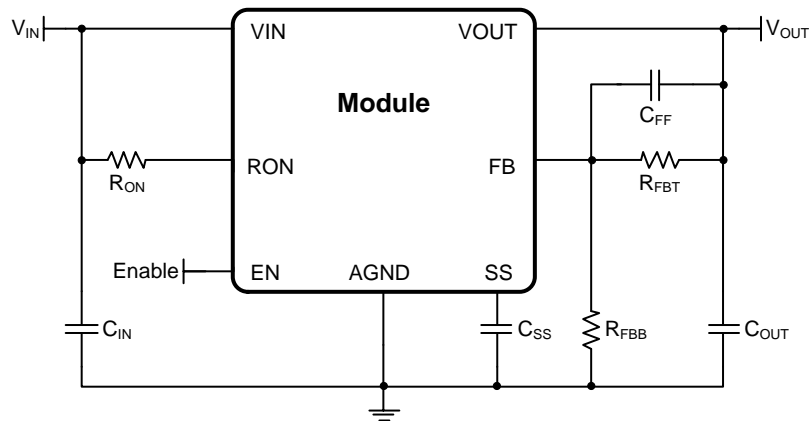 VIN
VIN
VOUT
VOUT
Module
CFF
RON
RON
FB
RFBT
Enable
EN
AGND
SS
CIN
CSS
RFBB
COUT